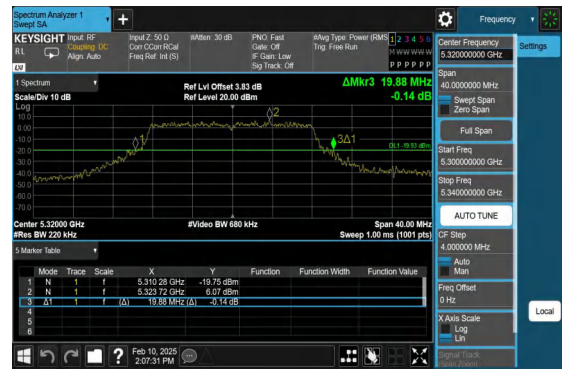 Spectrum Analyzer 1
Swept SA
+
Frequency
KEYSIGHT
Input: RF
Coupling: DC
Align: Auto
Input Z: 50 Ω
Corr CCorr RCal
Freq Ref: Int (S)
#Atten: 30 dB
PNO: Fast
Gate: Off
IF Gain: Low
Sig Track: Off
#Avg Type: Power (RMS
Trig: Free Run
1 2 3 4 5 6
M W W W W W
P P P P P P
RL
LXI
1 Spectrum
Ref Lvl Offset 3.83 dB
ΔMkr3 19.88 MHz
Scale/Div 10 dB
Ref Level 20.00 dBm
-0.14 dB
Log
10.0
0.00
-10.0
-20.0
-30.0
-40.0
-50.0
-60.0
-70.0
1
2
3Δ1
DL1 -19.93 dBm
Center 5.32000 GHz
#Video BW 680 kHz
Span 40.00 MHz
#Res BW 220 kHz
Sweep 1.00 ms (1001 pts)
5 Marker Table
Mode Trace Scale X Y Function Function Width Function Value
1 N 1 f 5.310 28 GHz -19.75 dBm
2 N 1 f 5.323 72 GHz 6.07 dBm
3 Δ1 1 f (Δ) 19.88 MHz (Δ) -0.14 dB
4
5
6
Feb 10, 2025
2:07:31 PM
?
Center Frequency
5.320000000 GHz
Settings
Span
40.0000000 MHz
Swept Span
Zero Span
Full Span
Start Freq
5.300000000 GHz
Stop Freq
5.340000000 GHz
AUTO TUNE
CF Step
4.000000 MHz
Auto
Man
Freq Offset
0 Hz
X Axis Scale
Log
Lin
Local
Signal Track
(Span Zoom)